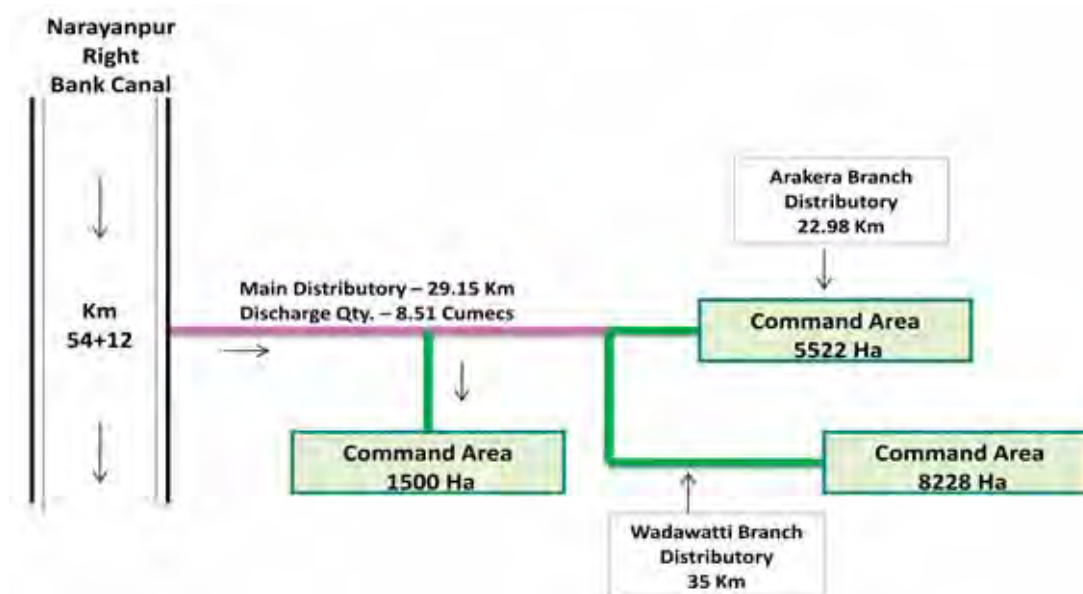 Narayanpur
Right
Bank Canal
Km
54+12
Main Distributory – 29.15 Km
Discharge Qty. – 8.51 Cumecs
Arakera Branch
Distributory
22.98 Km
Command Area
5522 Ha
Command Area
1500 Ha
Command Area
8228 Ha
Wadawatti Branch
Distributory
35 Km